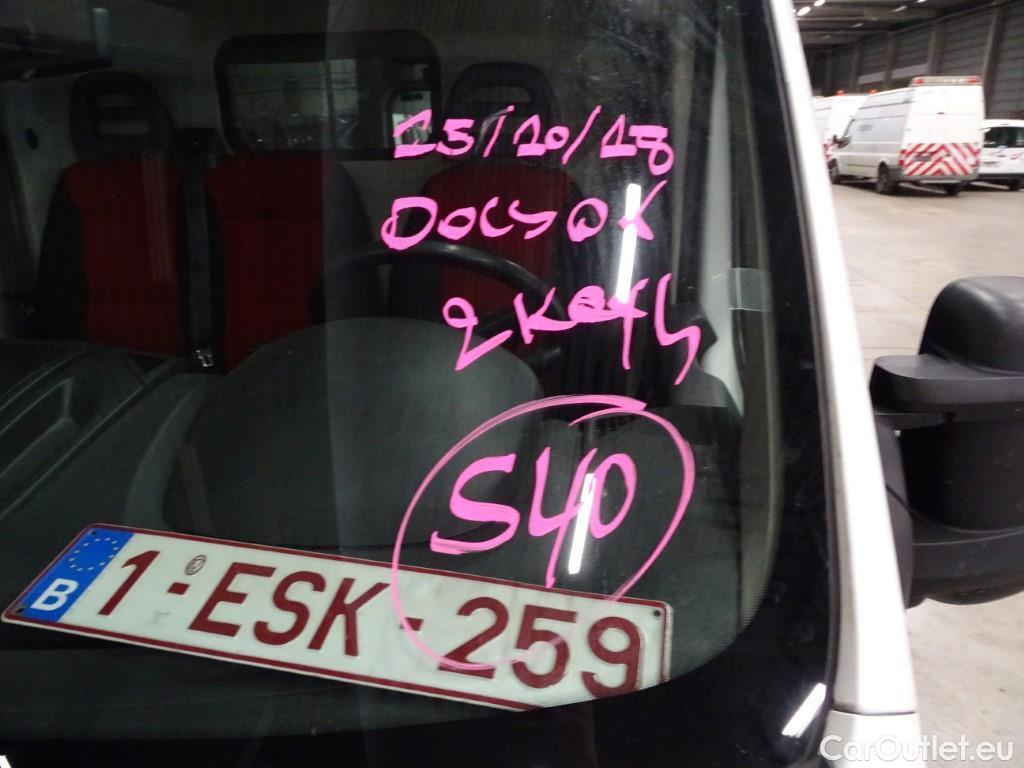 25/10/18
DOCS OK
2 KEYS
S40
B 1-ESK-259
CarOutlet.eu